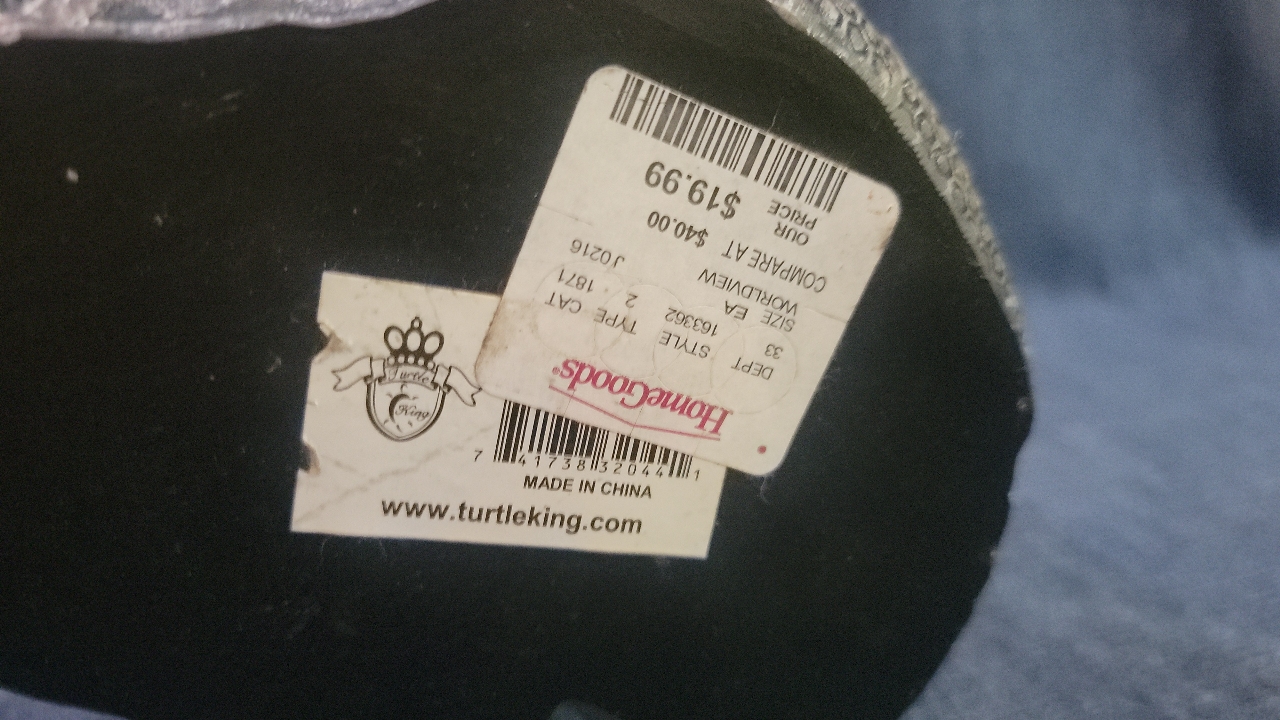 HomeGoods®
DEPT STYLE TYPE CAT
33 163362 2 1871
SIZE EA
WORLDVIEW J0216
COMPARE AT $40.00
OUR PRICE $19.99
Turtle
King
7 41738 32044 1
MADE IN CHINA
www.turtleking.com